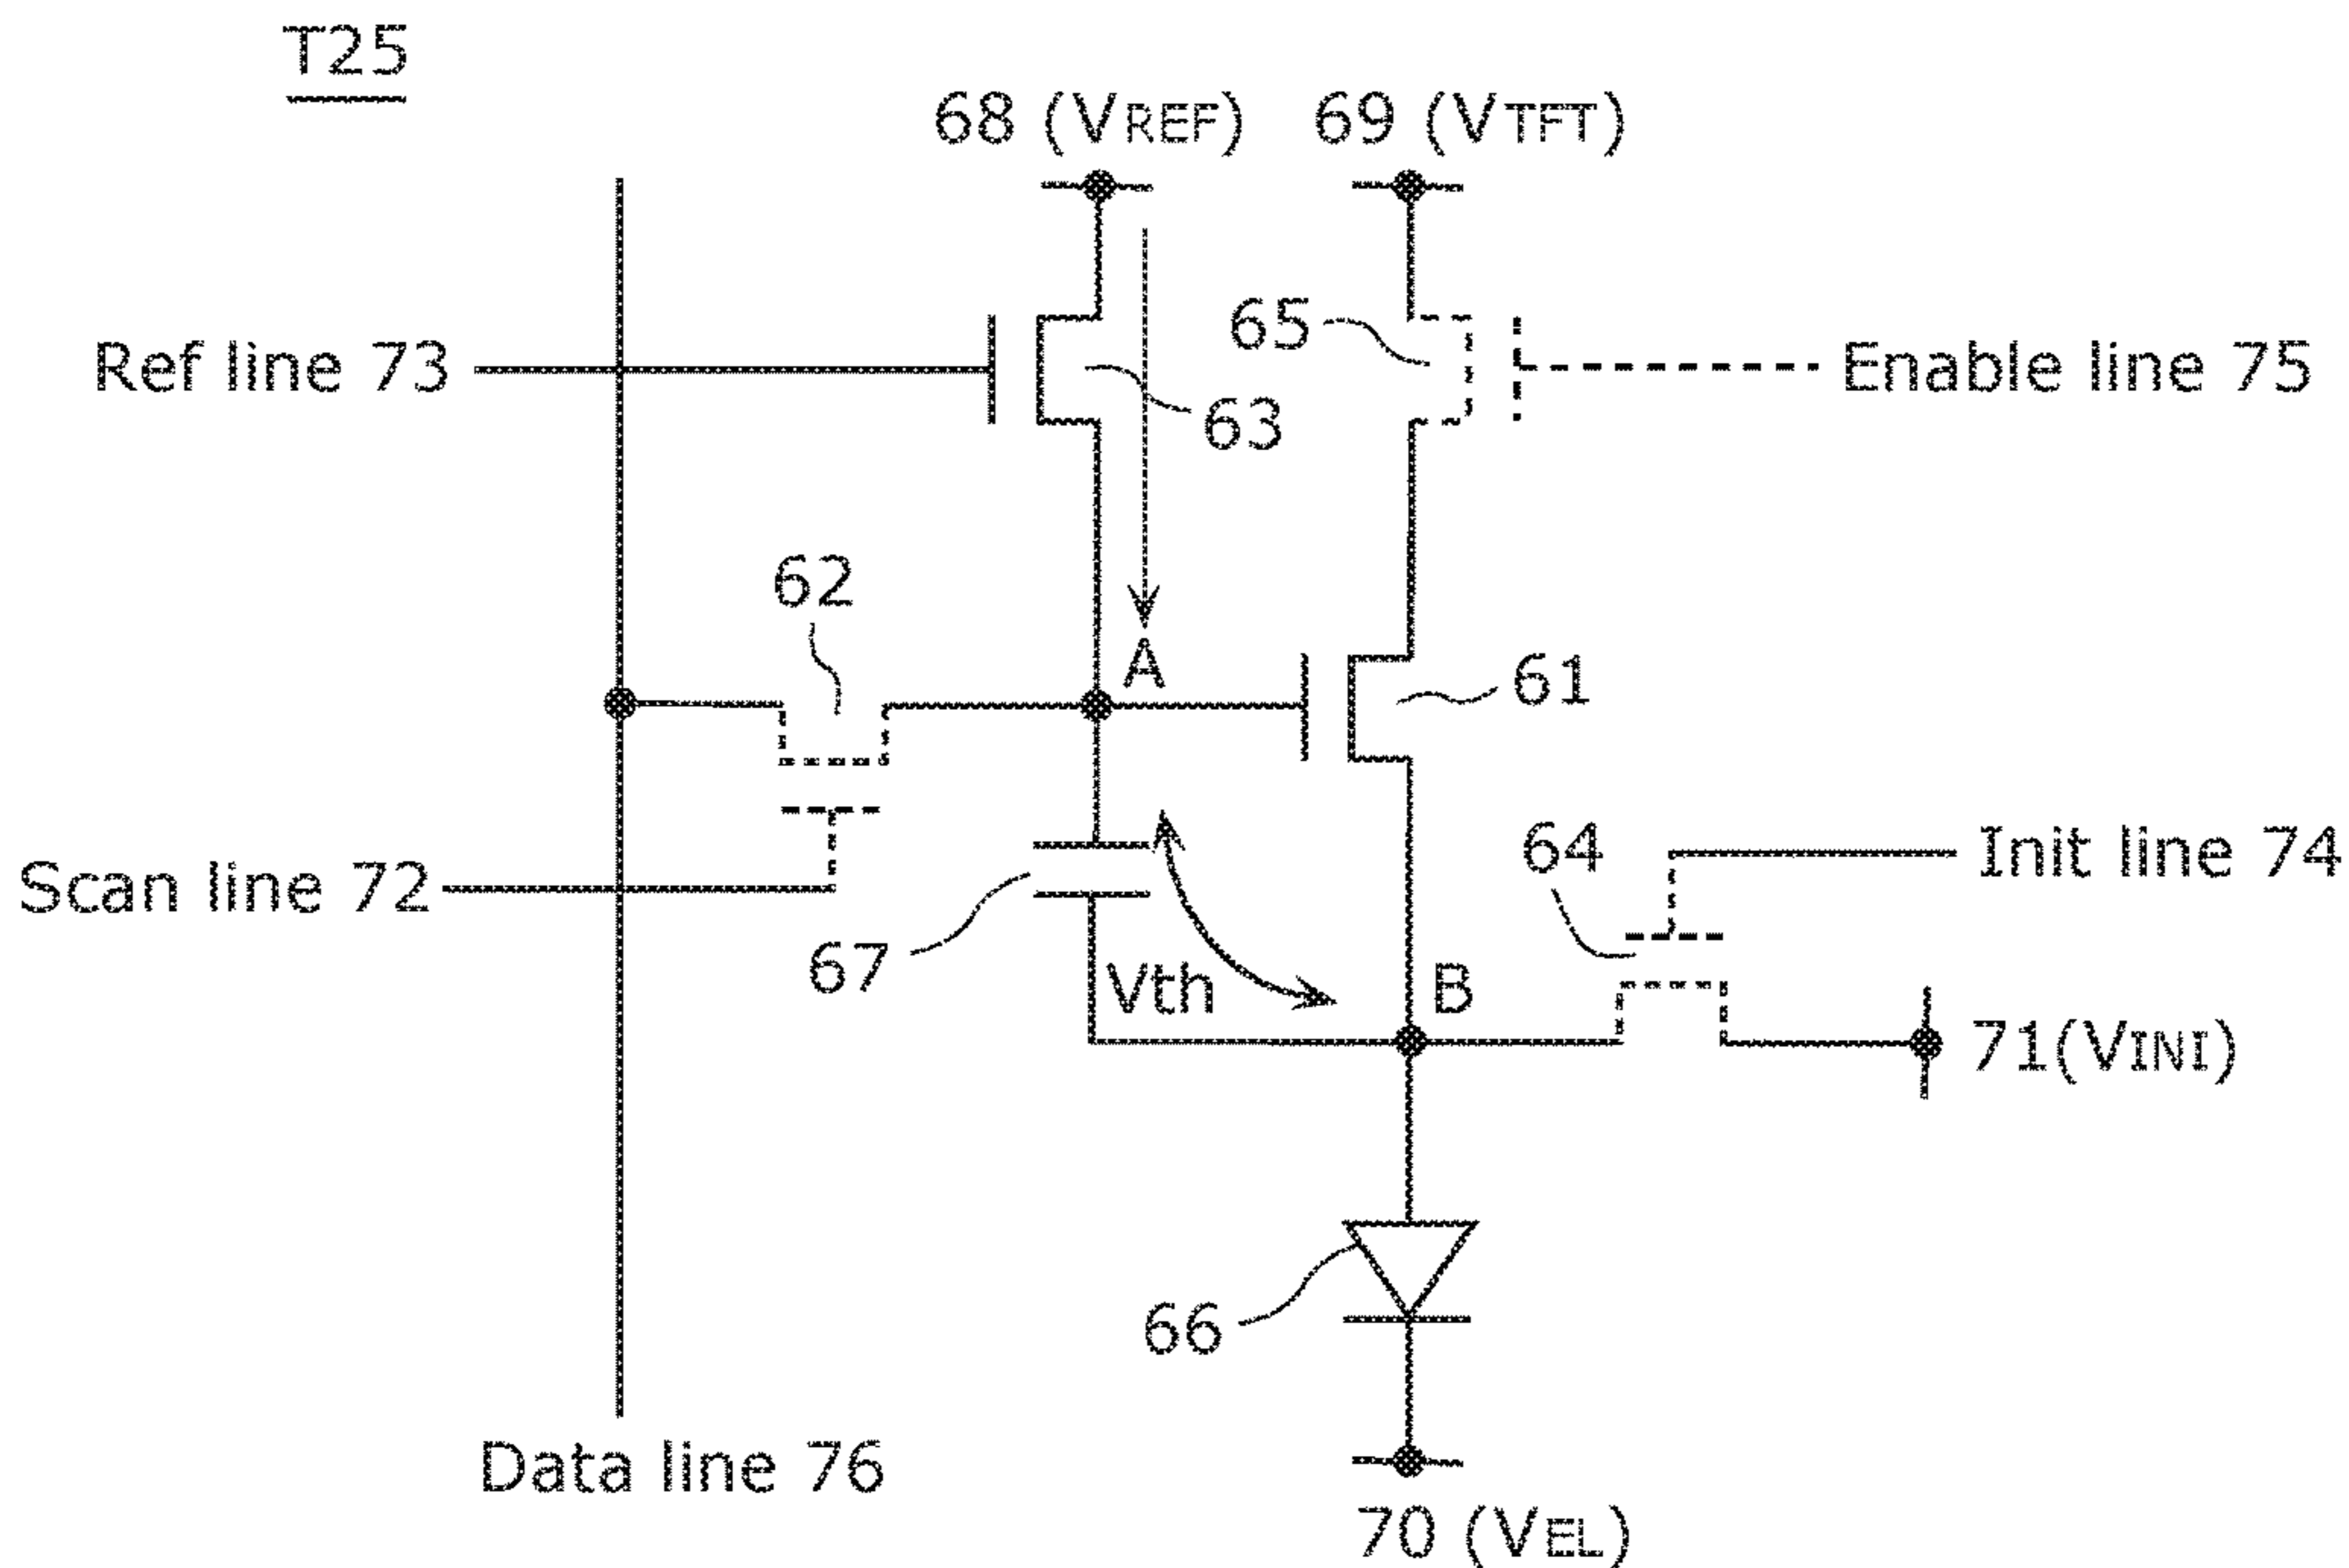 T25
68 (VREF)
69 (VTFT)
65
Ref line 73
Enable line 75
63
62
A
61
64
Init line 74
Scan line 72
67
Vth
B
71(VINI)
66
Data line 76
70 (VEL)